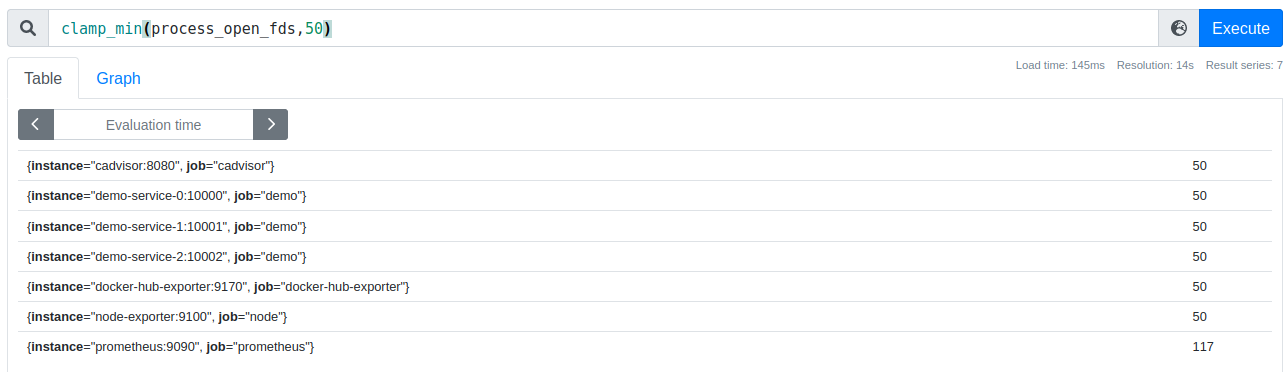 clamp_min(process_open_fds,50)
Execute
Load time: 145ms Resolution: 14s Result series: 7
Table Graph
Evaluation time
{instance="cadvisor:8080", job="cadvisor"} 50
{instance="demo-service-0:10000", job="demo"} 50
{instance="demo-service-1:10001", job="demo"} 50
{instance="demo-service-2:10002", job="demo"} 50
{instance="docker-hub-exporter:9170", job="docker-hub-exporter"} 50
{instance="node-exporter:9100", job="node"} 50
{instance="prometheus:9090", job="prometheus"} 117